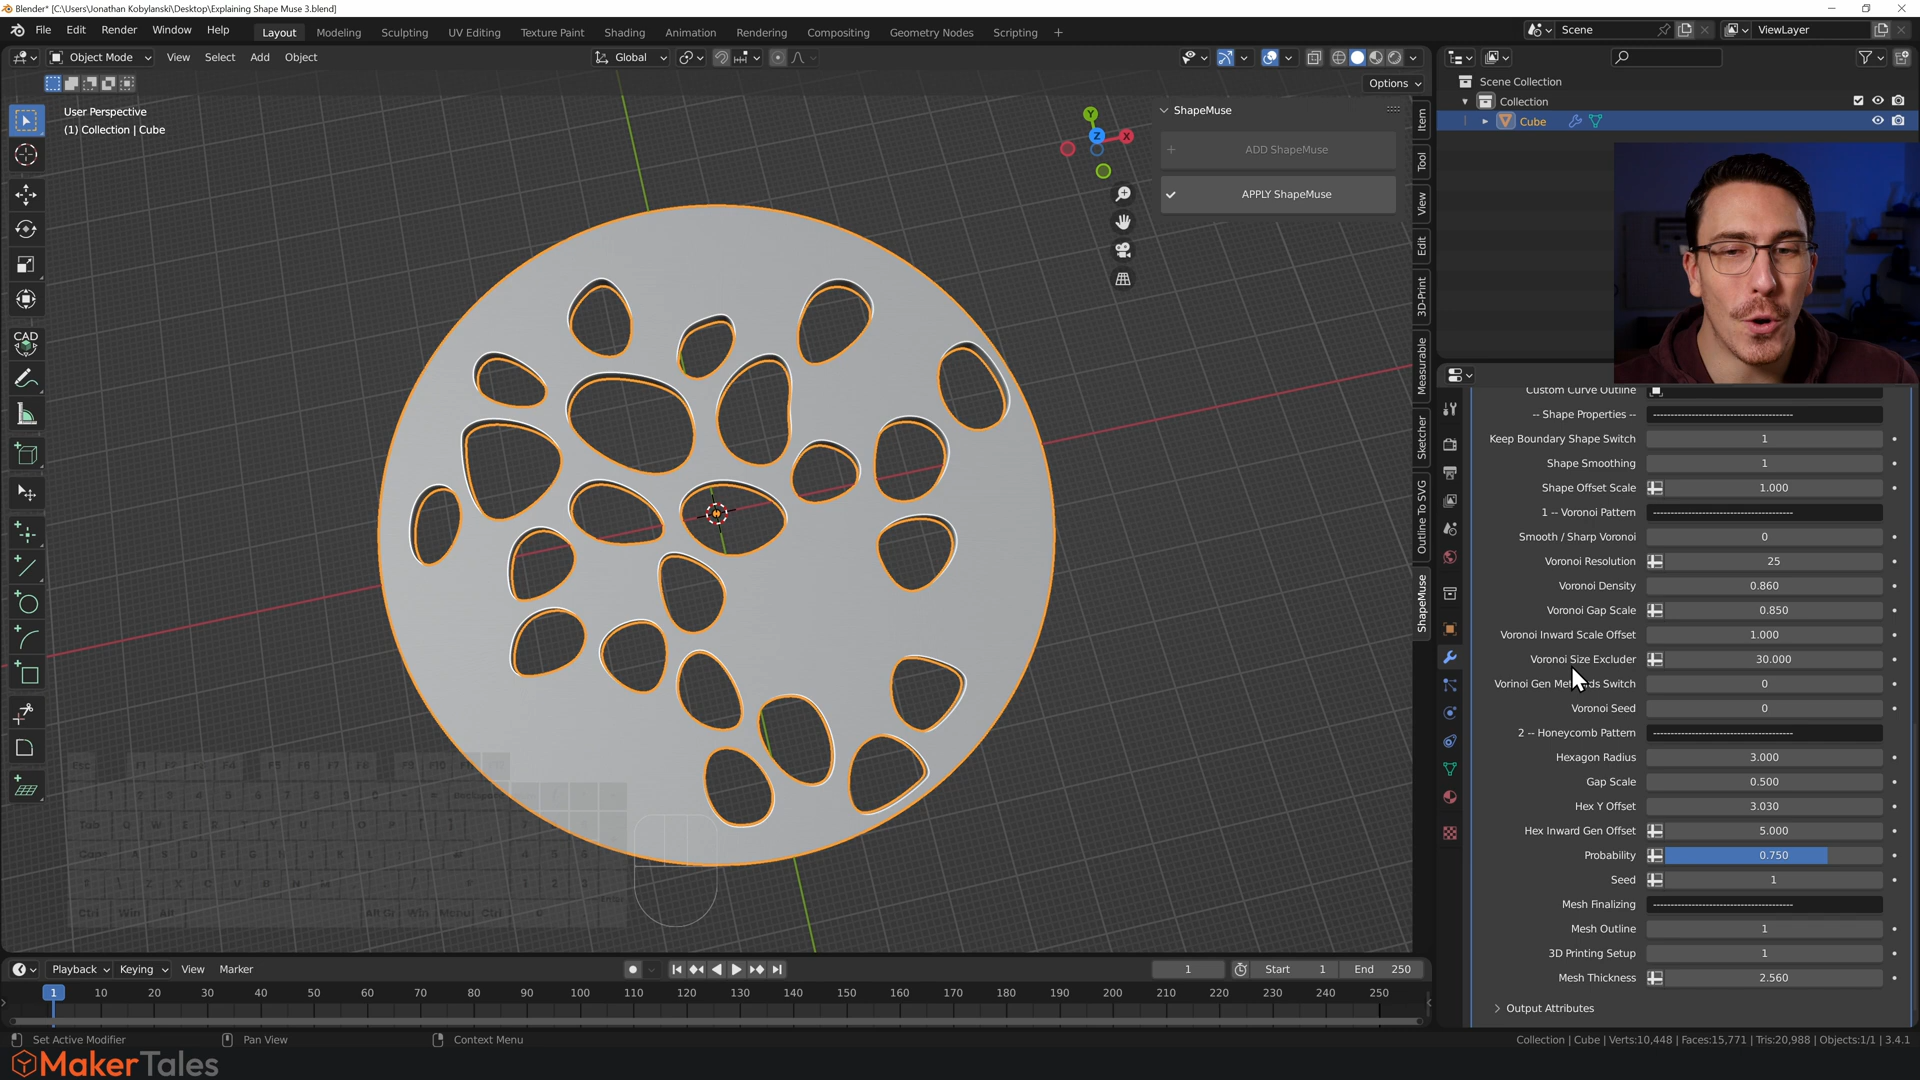 Blender* [C:\Users\Jonathan Kobylanski\Desktop\Explaining Shape Muse 3.blend]
File Edit Render Window Help Layout Modeling Sculpting UV Editing Texture Paint Shading Animation Rendering Compositing Geometry Nodes Scripting + Scene ViewLayer
Object Mode View Select Add Object Global
Options
User Perspective
(1) Collection | Cube
ShapeMuse
ADD ShapeMuse
APPLY ShapeMuse
Y
Z
X
Item
Tool
View
Edit
3D-Print
Measurable
Sketcher
Outline To SVG
ShapeMuse
CAD
Scene Collection
Collection
Cube
Custom Curve Outline
-- Shape Properties -- ----------------------------------------
Keep Boundary Shape Switch 1
Shape Smoothing 1
Shape Offset Scale 1.000
1 -- Voronoi Pattern ----------------------------------------
Smooth / Sharp Voronoi 0
Voronoi Resolution 25
Voronoi Density 0.860
Voronoi Gap Scale 0.850
Voronoi Inward Scale Offset 1.000
Voronoi Size Excluder 30.000
Vorinoi Gen Met ds Switch 0
Voronoi Seed 0
2 -- Honeycomb Pattern ----------------------------------------
Hexagon Radius 3.000
Gap Scale 0.500
Hex Y Offset 3.030
Hex Inward Gen Offset 5.000
Probability 0.750
Seed 1
Mesh Finalizing ----------------------------------------
Mesh Outline 1
3D Printing Setup 1
Mesh Thickness 2.560
Output Attributes
Playback Keying View Marker 1 Start 1 End 250
1 10 20 30 40 50 60 70 80 90 100 110 120 130 140 150 160 170 180 190 200 210 220 230 240 250
Set Active Modifier Pan View Context Menu Collection | Cube | Verts:10,448 | Faces:15,771 | Tris:20,988 | Objects:1/1 | 3.4.1
MakerTales